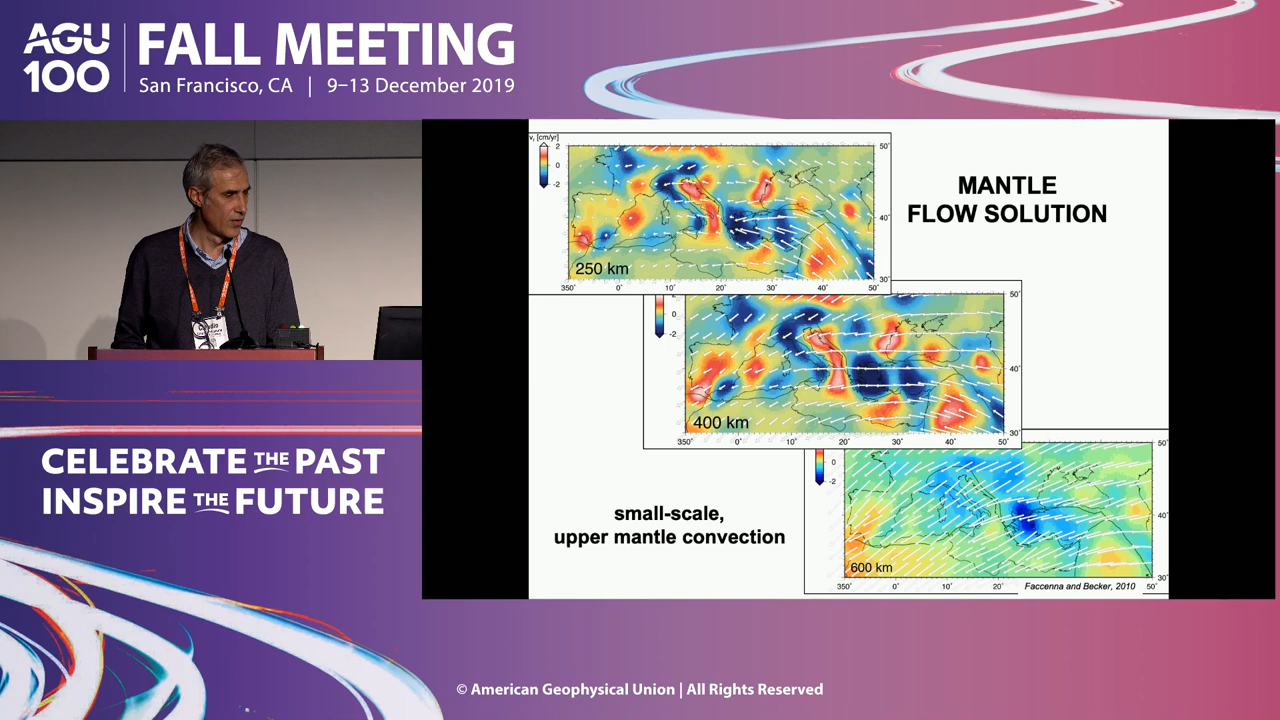 AGU
100
FALL MEETING
San Francisco, CA | 9–13 December 2019
vr [cm/yr]
2
0
-2
50˚
40˚
30˚
250 km
350˚ 0˚ 10˚ 20˚ 30˚ 40˚ 50˚
MANTLE
FLOW SOLUTION
0
-2
50˚
40˚
30˚
400 km
350˚ 0˚ 10˚ 20˚ 30˚ 40˚ 50˚
CELEBRATE THE PAST
INSPIRE THE FUTURE
small-scale,
upper mantle convection
0
-2
50˚
40˚
30˚
600 km
350˚ 0˚ 10˚ 20˚ 50˚
Faccenna and Becker, 2010
© American Geophysical Union | All Rights Reserved